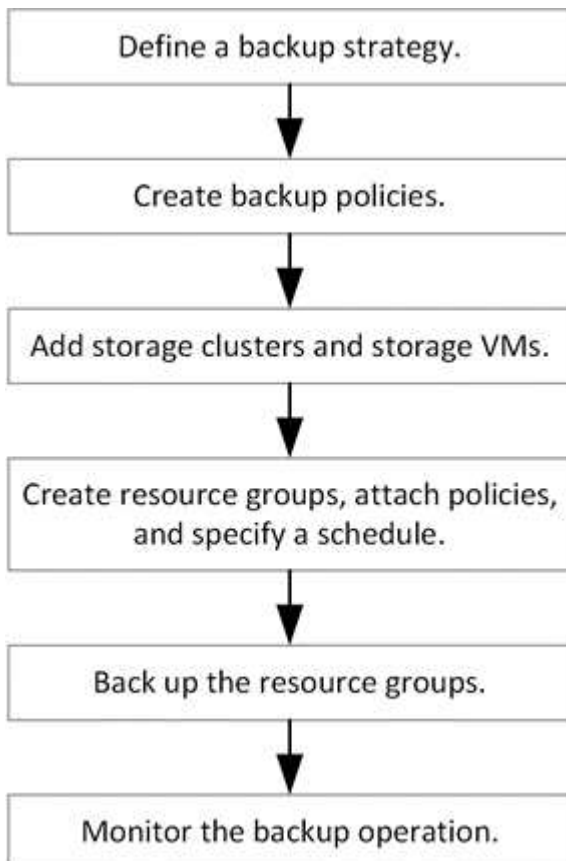 Define a backup strategy.
Create backup policies.
Add storage clusters and storage VMs.
Create resource groups, attach policies,
and specify a schedule.
Back up the resource groups.
Monitor the backup operation.